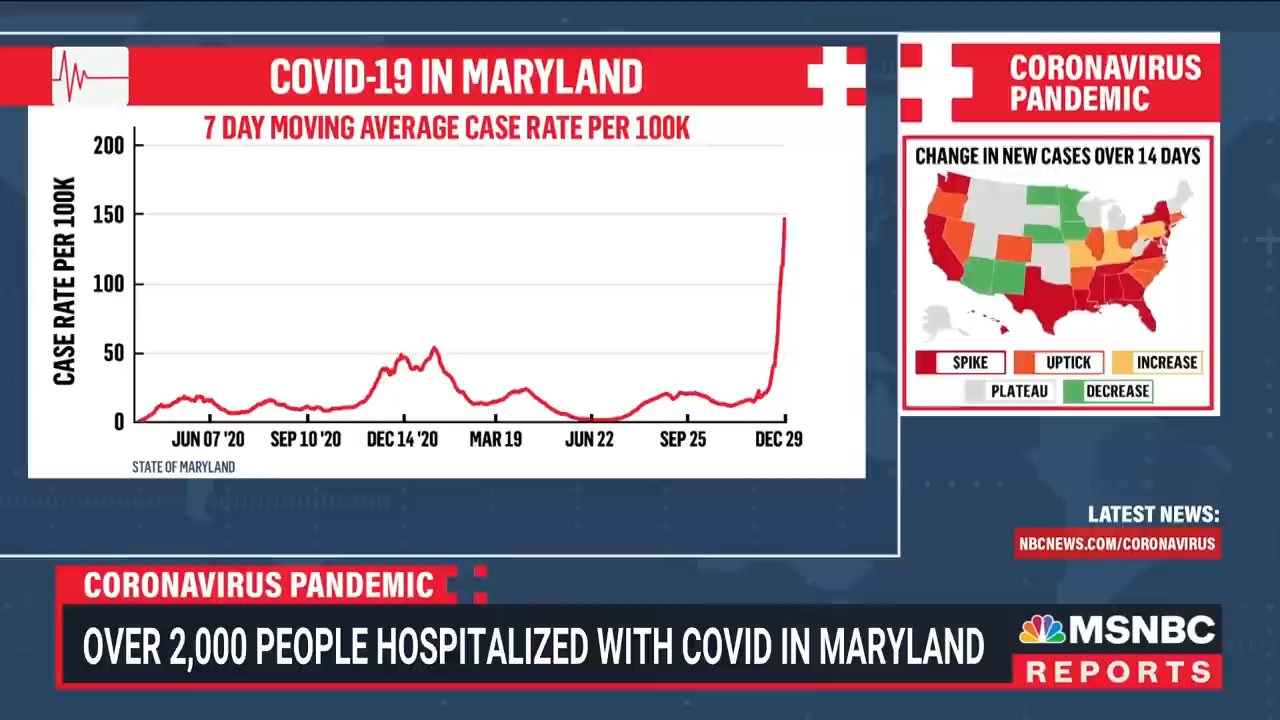 COVID-19 IN MARYLAND
7 DAY MOVING AVERAGE CASE RATE PER 100K
CASE RATE PER 100K
200
150
100
50
0
JUN 07 '20 SEP 10 '20 DEC 14 '20 MAR 19 JUN 22 SEP 25 DEC 29
STATE OF MARYLAND
CORONAVIRUS
PANDEMIC
CHANGE IN NEW CASES OVER 14 DAYS
SPIKE UPTICK INCREASE
PLATEAU DECREASE
LATEST NEWS:
NBCNEWS.COM/CORONAVIRUS
CORONAVIRUS PANDEMIC
OVER 2,000 PEOPLE HOSPITALIZED WITH COVID IN MARYLAND
MSNBC
REPORTS